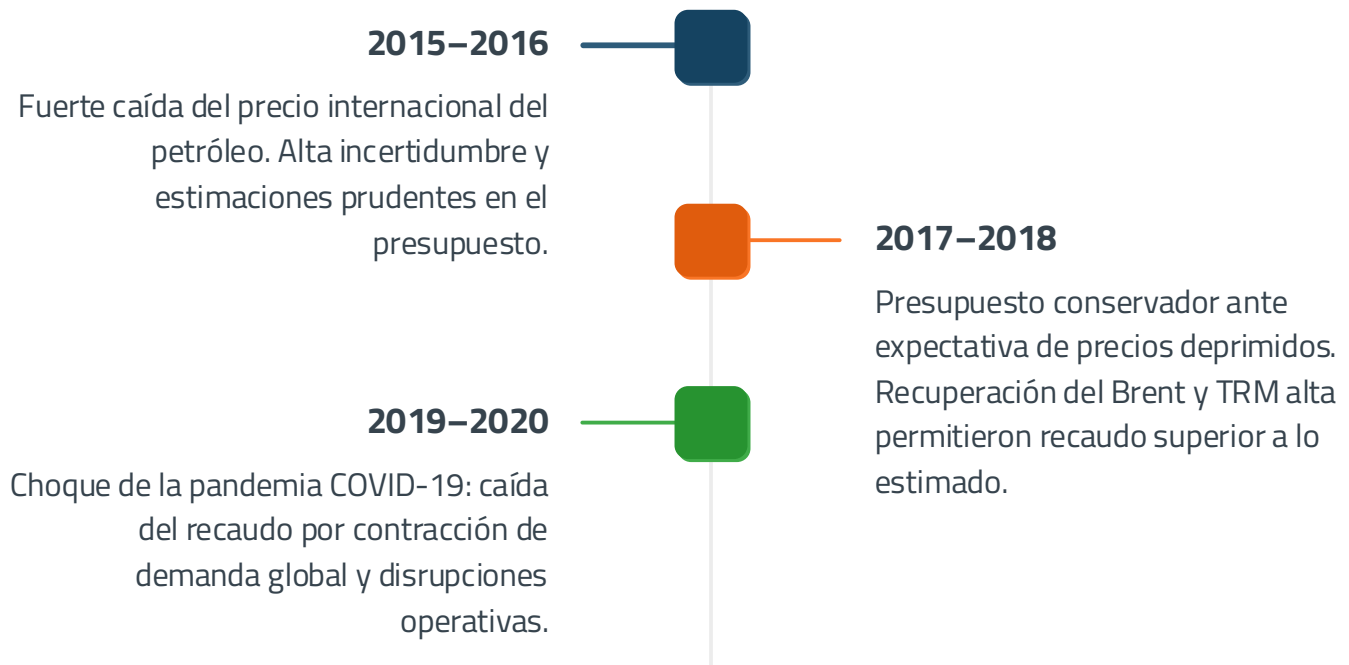 2015–2016
Fuerte caída del precio internacional del
petróleo. Alta incertidumbre y
estimaciones prudentes en el
presupuesto.
2017–2018
Presupuesto conservador ante
expectativa de precios deprimidos.
Recuperación del Brent y TRM alta
permitieron recaudo superior a lo
estimado.
2019–2020
Choque de la pandemia COVID-19: caída
del recaudo por contracción de
demanda global y disrupciones
operativas.